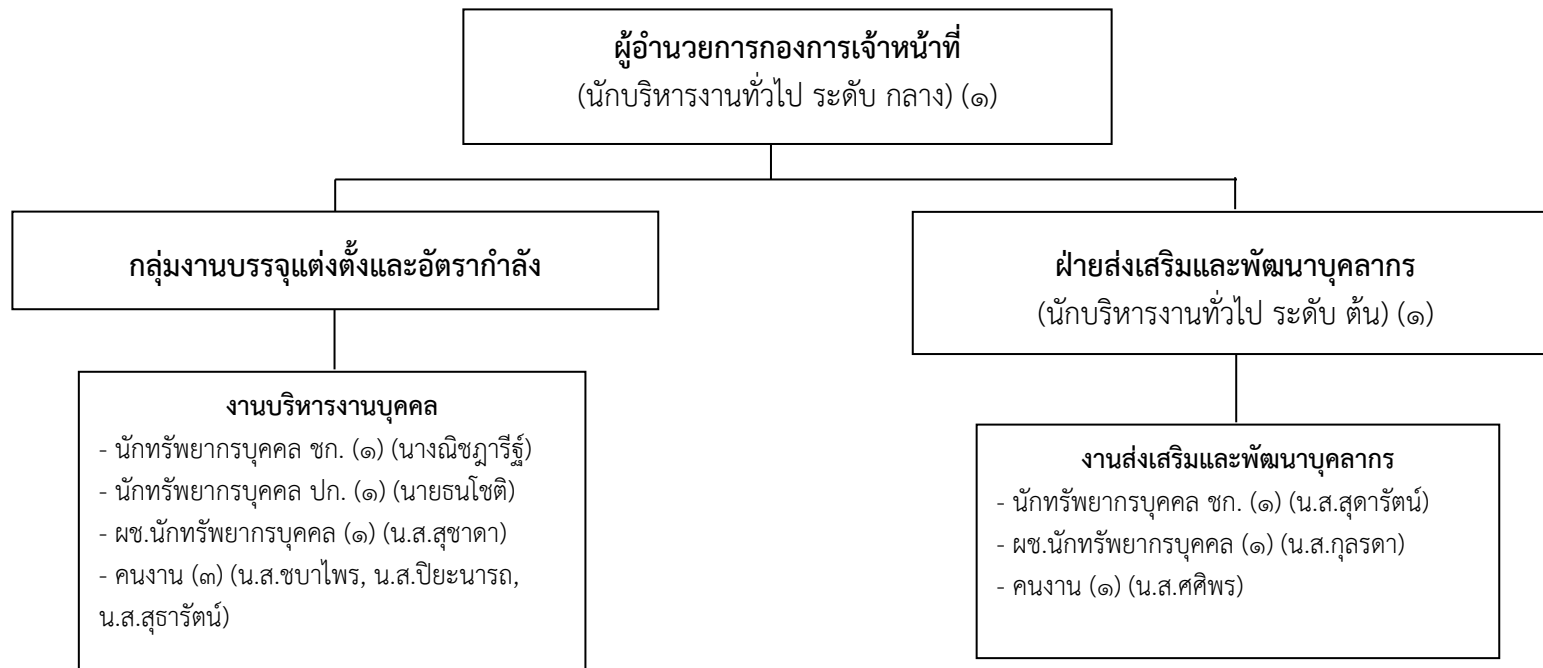 ผู้อำนวยการกองการเจ้าหน้าที่
(นักบริหารงานทั่วไป ระดับ กลาง) (๑)
กลุ่มงานบรรจุแต่งตั้งและอัตรากำลัง
ฝ่ายส่งเสริมและพัฒนาบุคลากร
(นักบริหารงานทั่วไป ระดับ ต้น) (๑)
งานบริหารงานบุคคล
- นักทรัพยากรบุคคล ชก. (๑) (นางณิชฎารีฐ์)
- นักทรัพยากรบุคคล ปก. (๑) (นายธนโชติ)
- ผช.นักทรัพยากรบุคคล (๑) (น.ส.สุชาดา)
- คนงาน (๓) (น.ส.ชบาไพร, น.ส.ปิยะนารถ,
น.ส.สุธารัตน์)
งานส่งเสริมและพัฒนาบุคลากร
- นักทรัพยากรบุคคล ชก. (๑) (น.ส.สุดารัตน์)
- ผช.นักทรัพยากรบุคคล (๑) (น.ส.กุลรดา)
- คนงาน (๑) (น.ส.ศศิพร)